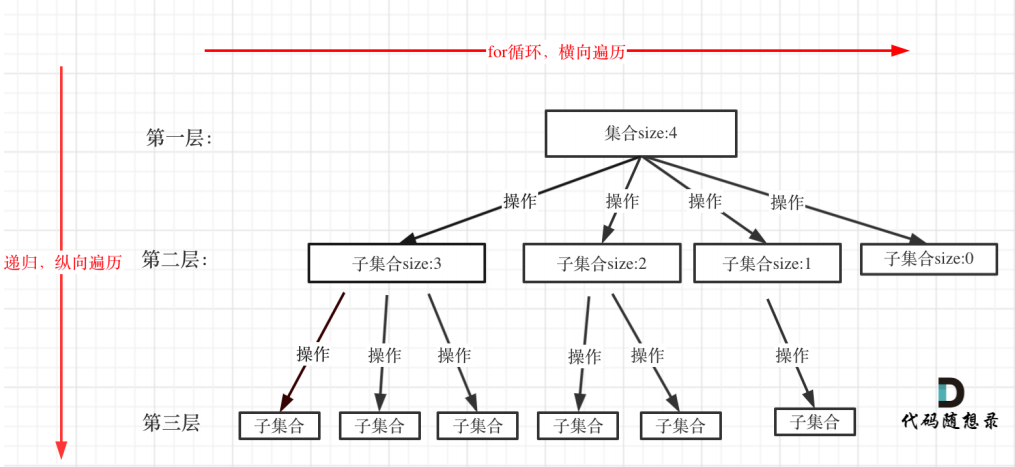 for循环，横向遍历
第一层：
集合size:4
操作
操作
操作
操作
递归，纵向遍历
第二层：
子集合size:3
子集合size:2
子集合size:1
子集合size:0
操作
操作
操作
操作
操作
操作
第三层
子集合
子集合
子集合
子集合
子集合
子集合
代码随想录